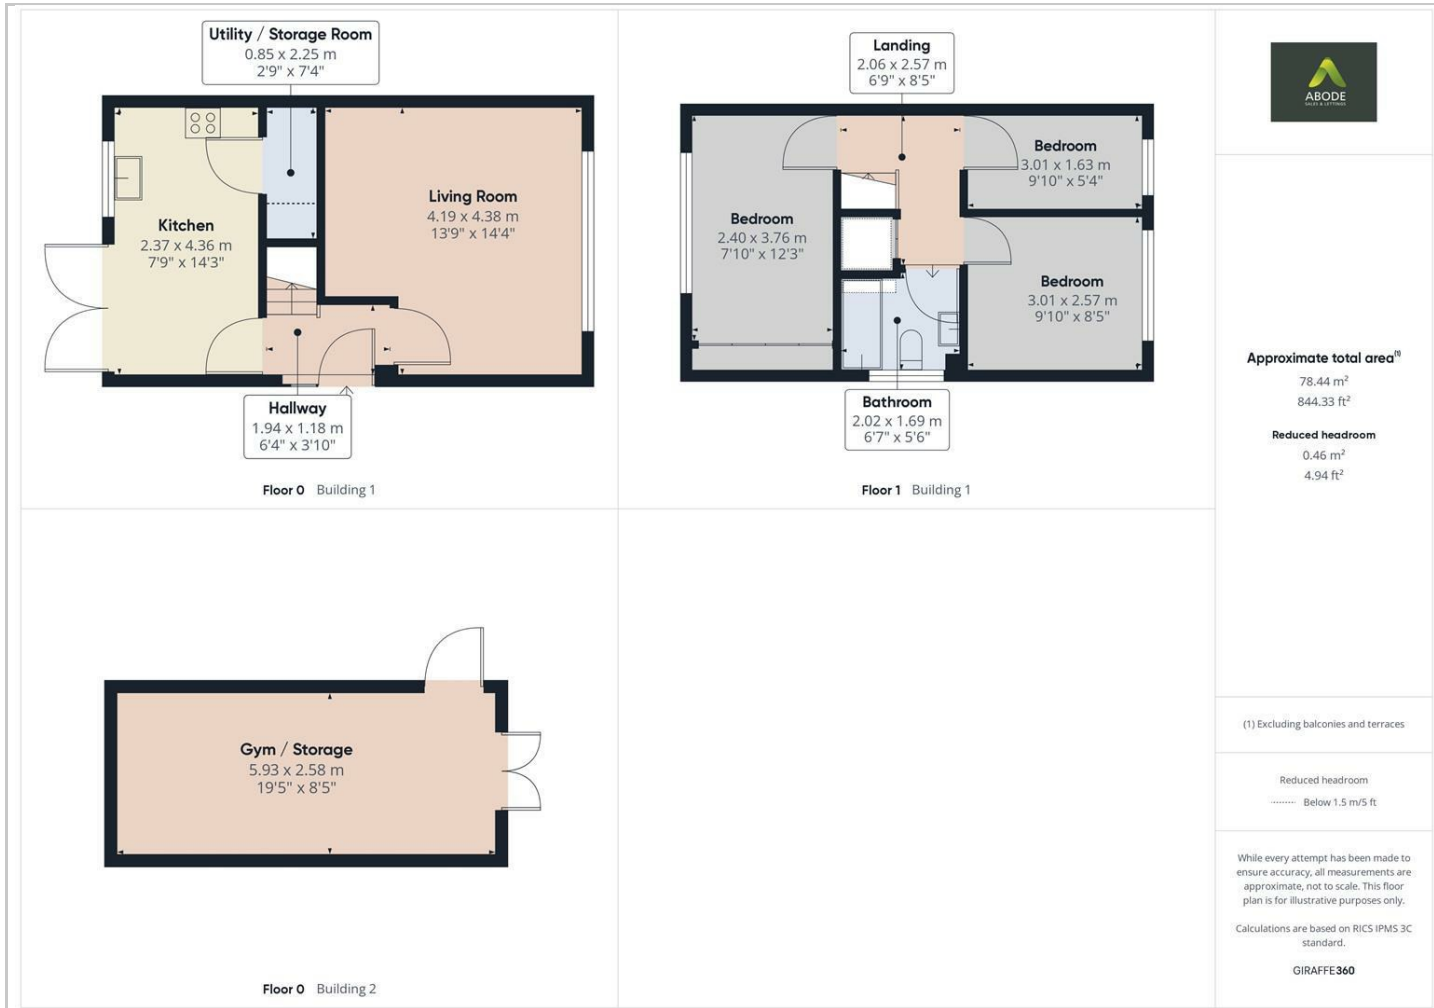 Utility / Storage Room
0.85 x 2.25 m
2'9" x 7'4"
Kitchen
2.37 x 4.36 m
7'9" x 14'3"
Living Room
4.19 x 4.38 m
13'9" x 14'4"
Hallway
1.94 x 1.18 m
6'4" x 3'10"
Floor 0 Building 1
Landing
2.06 x 2.57 m
6'9" x 8'5"
Bedroom
3.01 x 1.63 m
9'10" x 5'4"
Bedroom
2.40 x 3.76 m
7'10" x 12'3"
Bedroom
3.01 x 2.57 m
9'10" x 8'5"
Bathroom
2.02 x 1.69 m
6'7" x 5'6"
Floor 1 Building 1
Gym / Storage
5.93 x 2.58 m
19'5" x 8'5"
Floor 0 Building 2
ABODE
SALES & LETTINGS
Approximate total area(1)
78.44 m²
844.33 ft²
Reduced headroom
0.46 m²
4.94 ft²
(1) Excluding balconies and terraces
Reduced headroom
Below 1.5 m/5 ft
While every attempt has been made to
ensure accuracy, all measurements are
approximate, not to scale. This floor
plan is for illustrative purposes only.
Calculations are based on RICS IPMS 3C
standard.
GIRAFFE360